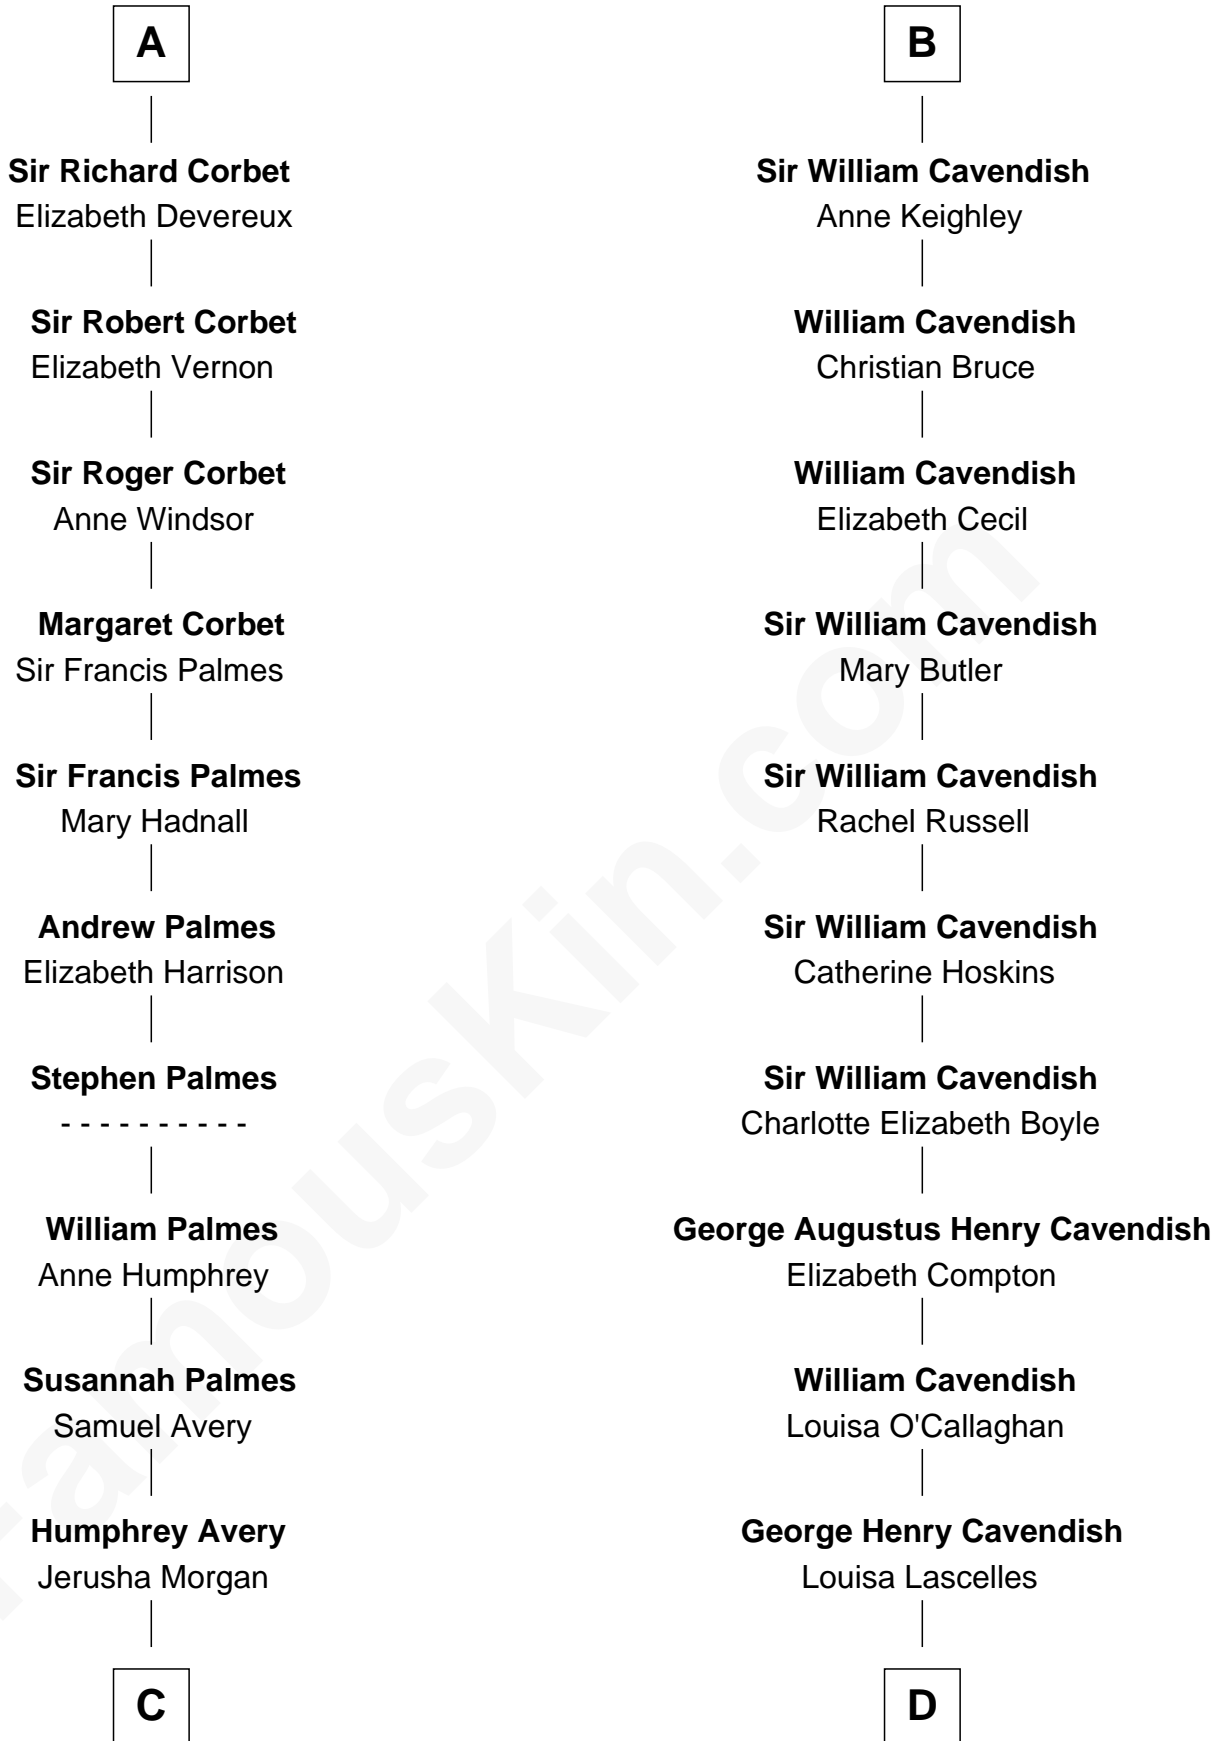 A
Sir Richard Corbet
Elizabeth Devereux
Sir Robert Corbet
Elizabeth Vernon
Sir Roger Corbet
Anne Windsor
Margaret Corbet
Sir Francis Palmes
Sir Francis Palmes
Mary Hadnall
Andrew Palmes
Elizabeth Harrison
Stephen Palmes
- - - - - - - - - -
William Palmes
Anne Humphrey
Susannah Palmes
Samuel Avery
Humphrey Avery
Jerusha Morgan
C
B
Sir William Cavendish
Anne Keighley
William Cavendish
Christian Bruce
William Cavendish
Elizabeth Cecil
Sir William Cavendish
Mary Butler
Sir William Cavendish
Rachel Russell
Sir William Cavendish
Catherine Hoskins
Sir William Cavendish
Charlotte Elizabeth Boyle
George Augustus Henry Cavendish
Elizabeth Compton
William Cavendish
Louisa O'Callaghan
George Henry Cavendish
Louisa Lascelles
D
FamousKin.com